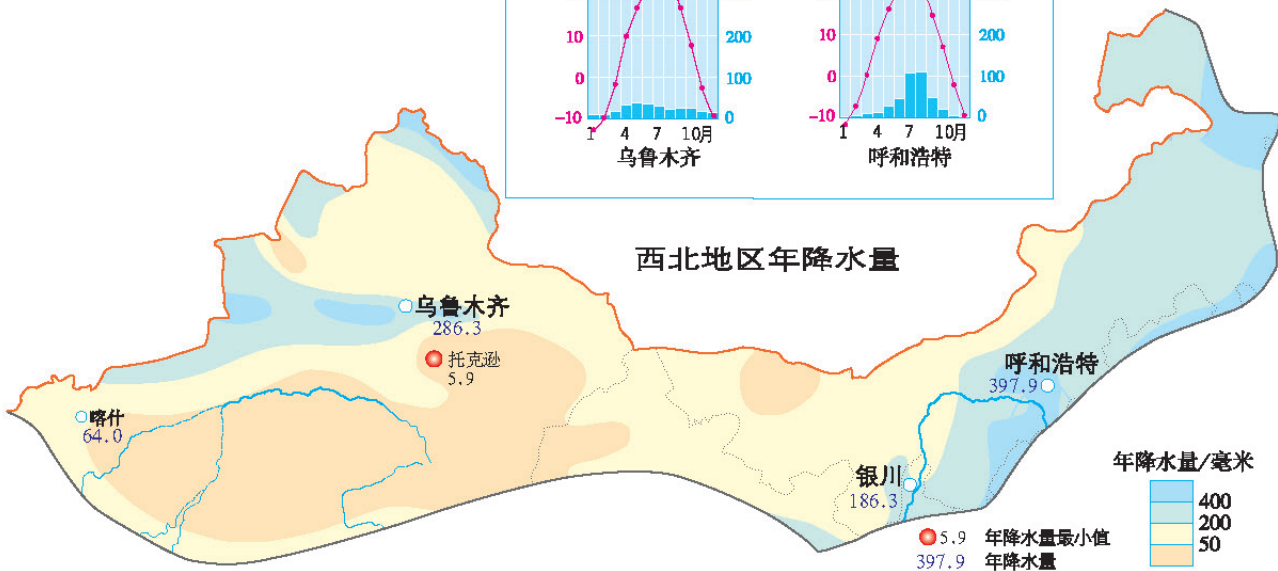 10
0
-10
200
100
0
1 4 7 10月
乌鲁木齐
10
0
-10
200
100
0
1 4 7 10月
呼和浩特
西北地区年降水量
乌鲁木齐
286.3
托克逊
5.9
喀什
64.0
呼和浩特
397.9
银川
186.3
年降水量/毫米
400
200
50
5.9 年降水量最小值
397.9 年降水量